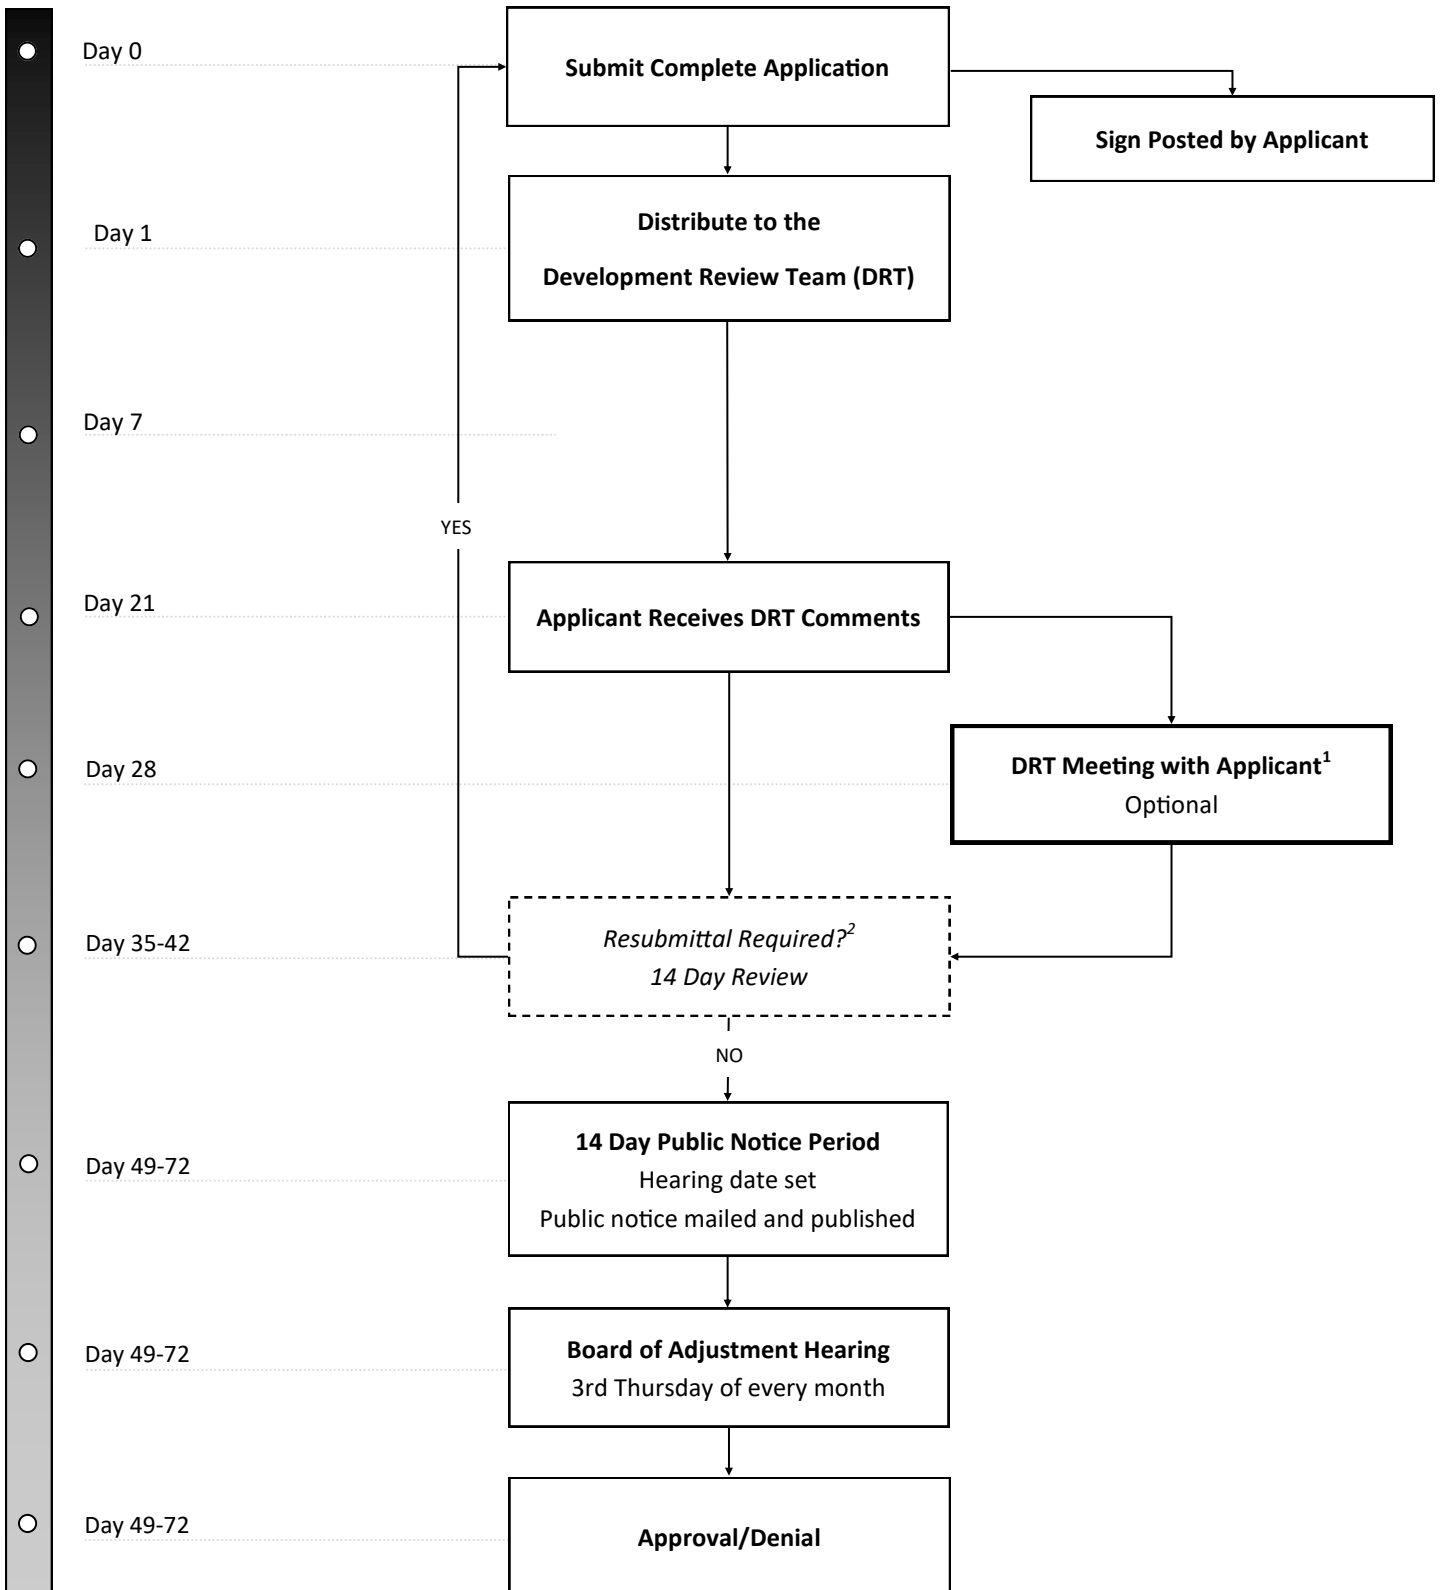 Day 0
Submit Complete Application
Sign Posted by Applicant
Day 1
Distribute to the
Development Review Team (DRT)
Day 7
YES
Day 21
Applicant Receives DRT Comments
Day 28
DRT Meeting with Applicant1
Optional
Day 35-42
Resubmittal Required?2
14 Day Review
NO
14 Day Public Notice Period
Hearing date set
Public notice mailed and published
Day 49-72
Board of Adjustment Hearing
3rd Thursday of every month
Day 49-72
Approval/Denial
Day 49-72